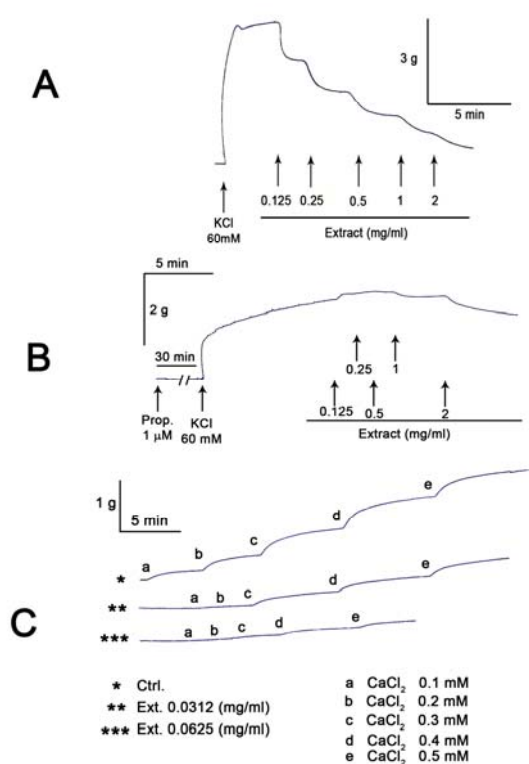 A
3 g
5 min
0.125 0.25 0.5 1 2
KCl
60mM
Extract (mg/ml)
5 min
2 g
B
30 min
0.25 1
0.125 0.5 2
Prop.
1 µM
KCl
60 mM
Extract (mg/ml)
1 g
5 min
a b c d e
*
a b c d e
**
C
a b c d e
***
* Ctrl.
** Ext. 0.0312 (mg/ml)
*** Ext. 0.0625 (mg/ml)
a CaCl₂ 0.1 mM
b CaCl₂ 0.2 mM
c CaCl₂ 0.3 mM
d CaCl₂ 0.4 mM
e CaCl₂ 0.5 mM